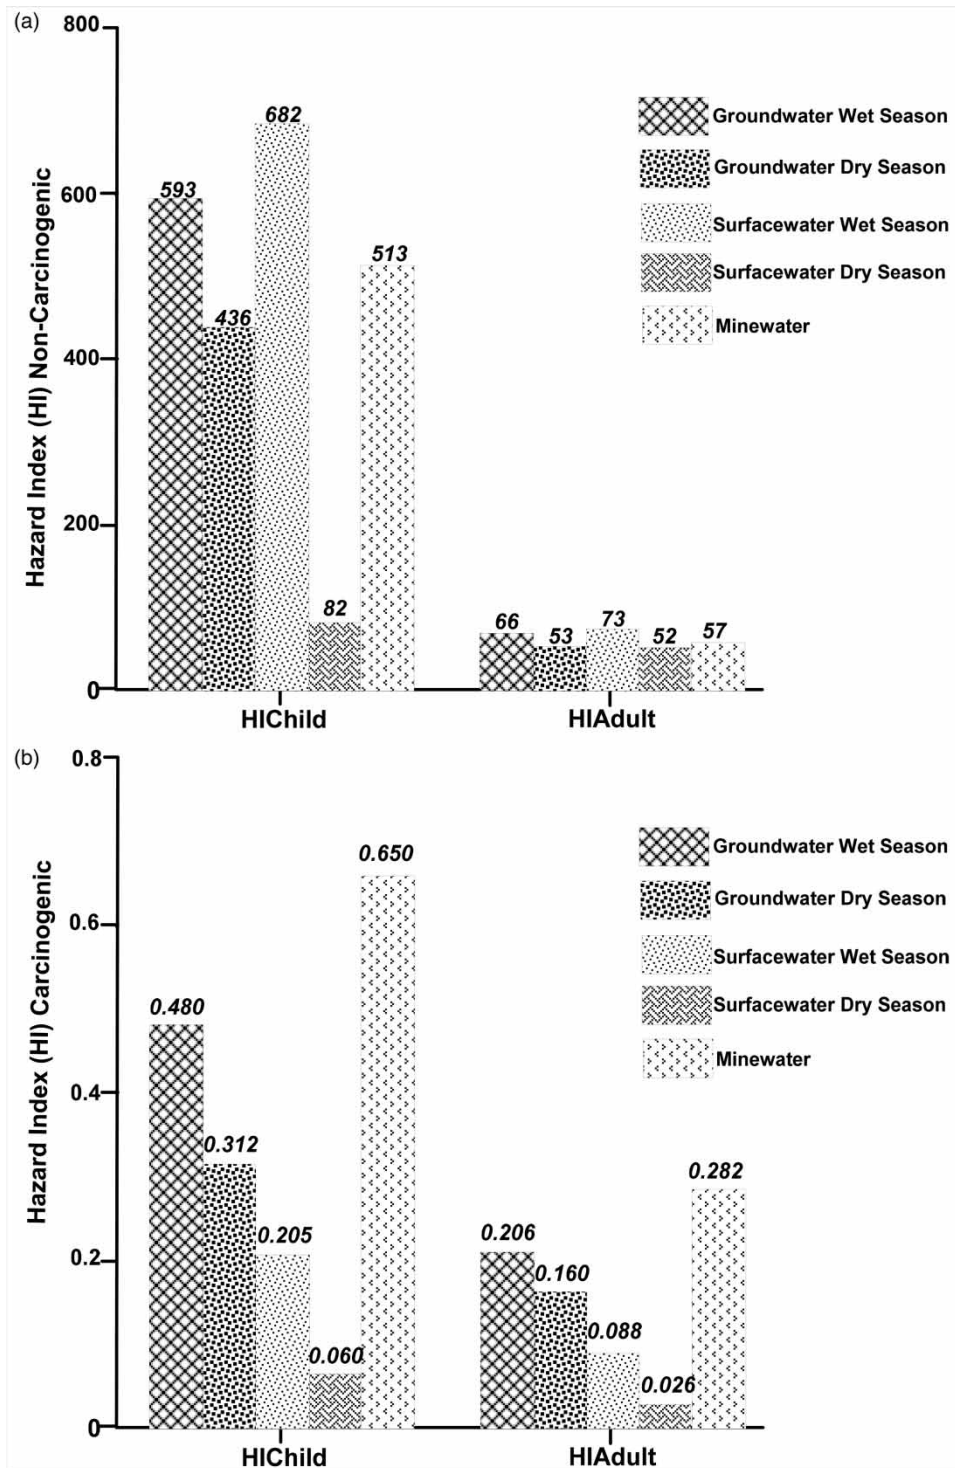 (a)
800
600
400
200
0
Hazard Index (HI) Non-Carcinogenic
593
436
682
82
513
66
53
73
52
57
HIChild
HIAdult
Groundwater Wet Season
Groundwater Dry Season
Surfacewater Wet Season
Surfacewater Dry Season
Minewater
(b)
0.8
0.6
0.4
0.2
0
Hazard Index (HI) Carcinogenic
0.480
0.312
0.205
0.060
0.650
0.206
0.160
0.088
0.026
0.282
HIChild
HIAdult
Groundwater Wet Season
Groundwater Dry Season
Surfacewater Wet Season
Surfacewater Dry Season
Minewater